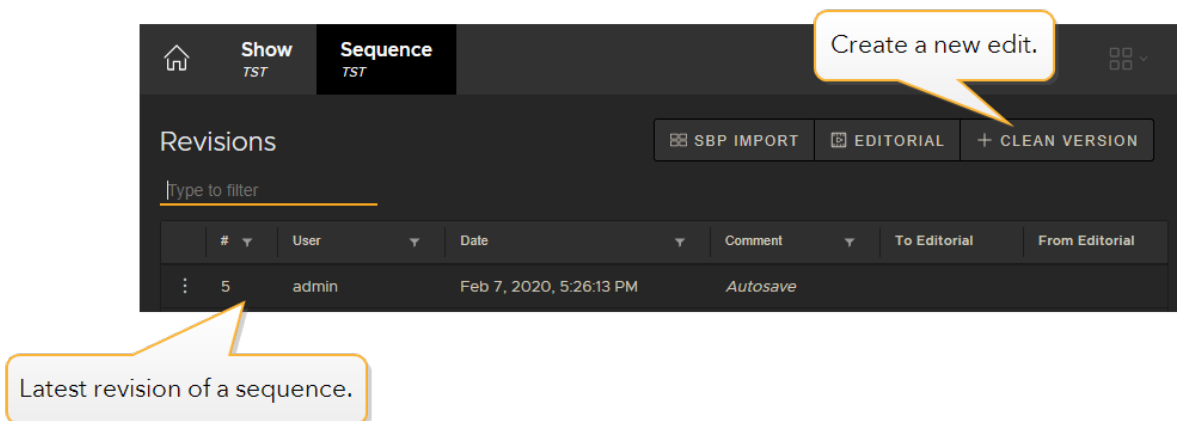 Show
TST
Sequence
TST
Create a new edit.
Revisions
SBP IMPORT
EDITORIAL
+ CLEAN VERSION
Type to filter
# User Date Comment To Editorial From Editorial
5 admin Feb 7, 2020, 5:26:13 PM Autosave
Latest revision of a sequence.